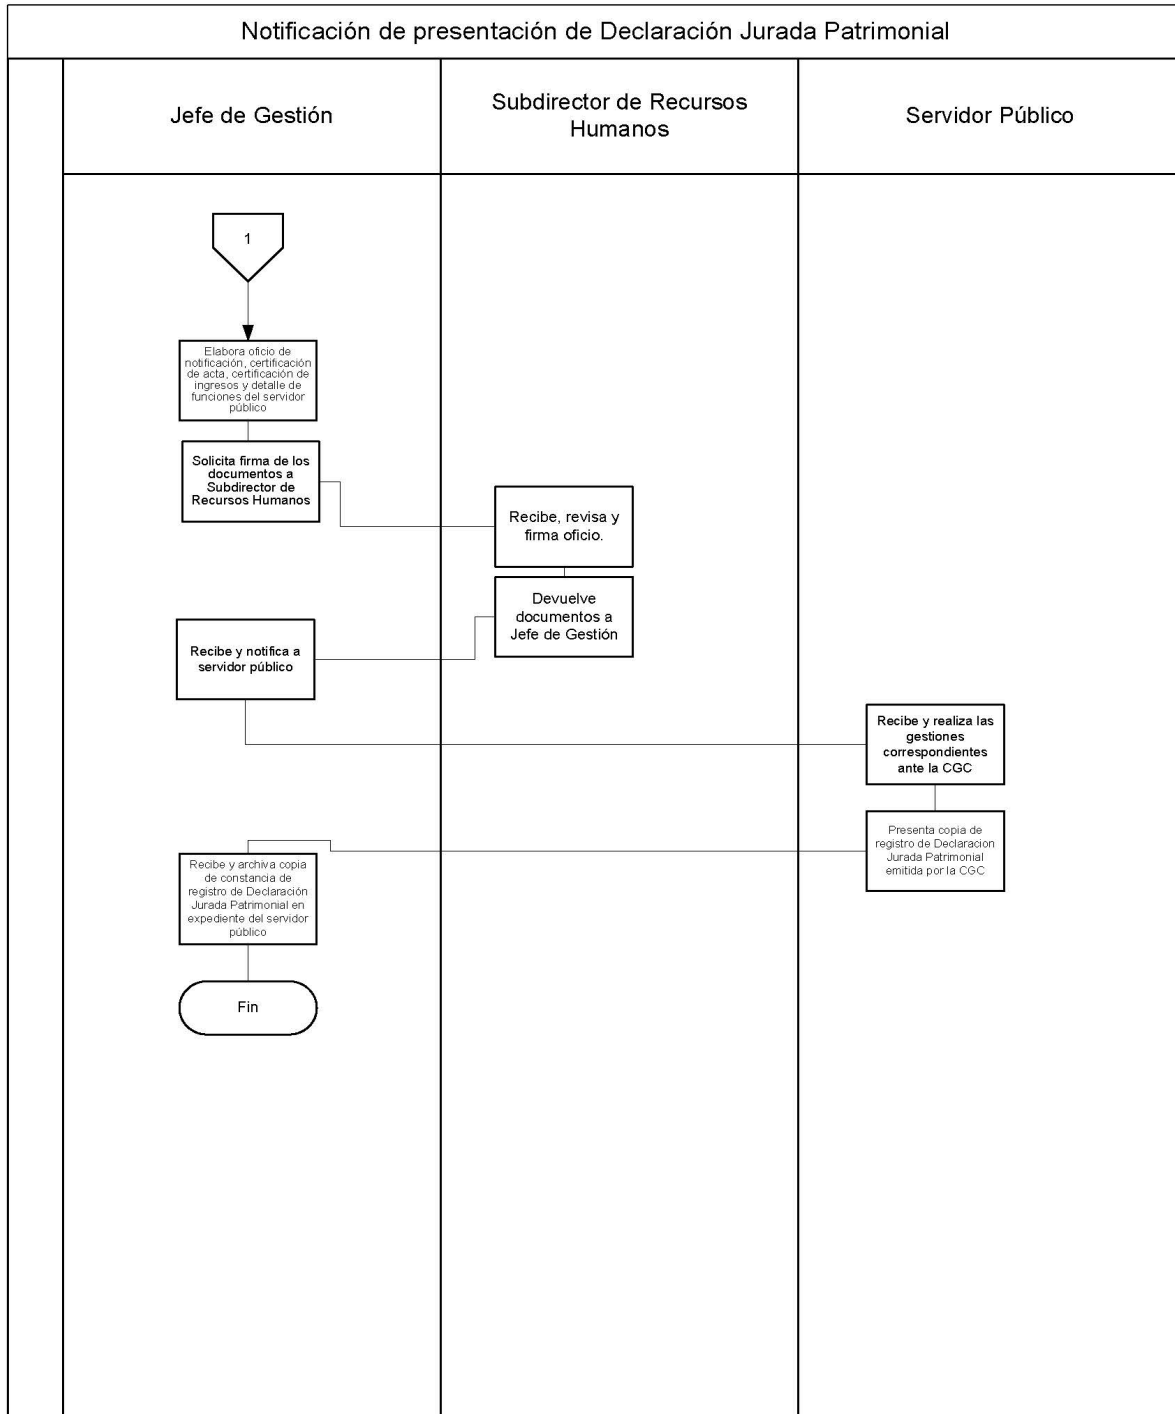 Notificación de presentación de Declaración Jurada Patrimonial
Jefe de Gestión
Subdirector de Recursos
Humanos
Servidor Público
1
Elabora oficio de
notificación, certificación
de acta, certificación de
ingresos y detalle de
funciones del servidor
público
Solicita firma de los
documentos a
Subdirector de
Recursos Humanos
Recibe, revisa y
firma oficio.
Devuelve
documentos a
Jefe de Gestión
Recibe y notifica a
servidor público
Recibe y realiza las
gestiones
correspondientes
ante la CGC
Presenta copia de
registro de Declaracion
Jurada Patrimonial
emitida por la CGC
Recibe y archiva copia
de constancia de
registro de Declaración
Jurada Patrimonial en
expediente del servidor
público
Fin